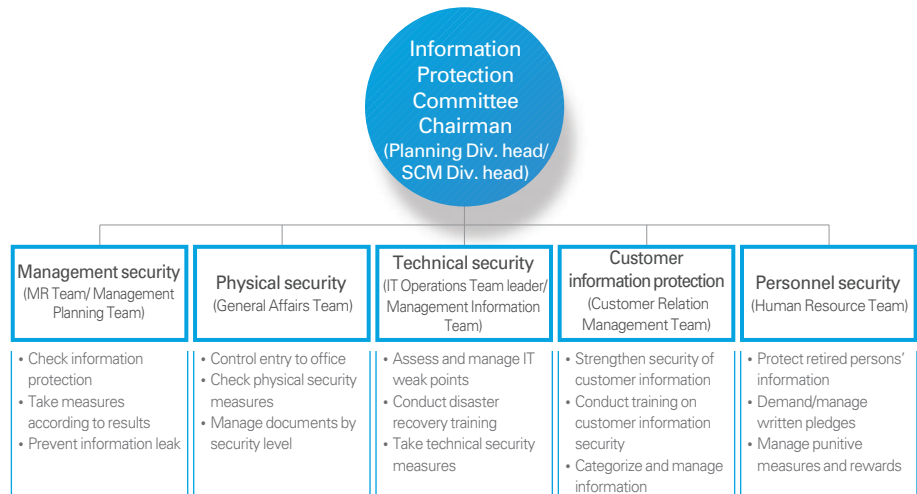 Information
Protection
Committee
Chairman
(Planning Div. head/
SCM Div. head)
Management security
(MR Team/ Management
Planning Team)
Physical security
(General Affairs Team)
Technical security
(IT Operations Team leader/
Management Information
Team)
Customer
information protection
(Customer Relation
Management Team)
Personnel security
(Human Resource Team)
• Check information
protection
• Take measures
according to results
• Prevent information leak
• Control entry to office
• Check physical security
measures
• Manage documents by
security level
• Assess and manage IT
weak points
• Conduct disaster
recovery training
• Take technical security
measures
• Strengthen security of
customer information
• Conduct training on
customer information
security
• Categorize and manage
information
• Protect retired persons'
information
• Demand/manage
written pledges
• Manage punitive
measures and rewards